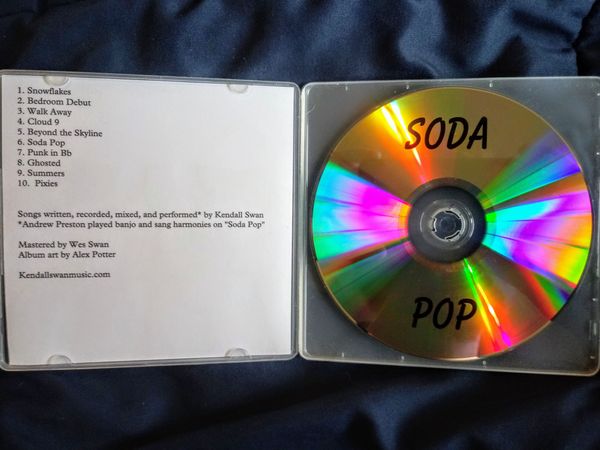 1. Snowflakes
2. Bedroom Debut
3. Walk Away
4. Cloud 9
5. Beyond the Skyline
6. Soda Pop
7. Punk in Bb
8. Ghosted
9. Summers
10. Pixies
Songs written, recorded, mixed, and performed* by Kendall Swan
*Andrew Preston played banjo and sang harmonies on "Soda Pop"
Mastered by Wes Swan
Album art by Alex Potter
Kendallswanmusic.com
SODA
POP